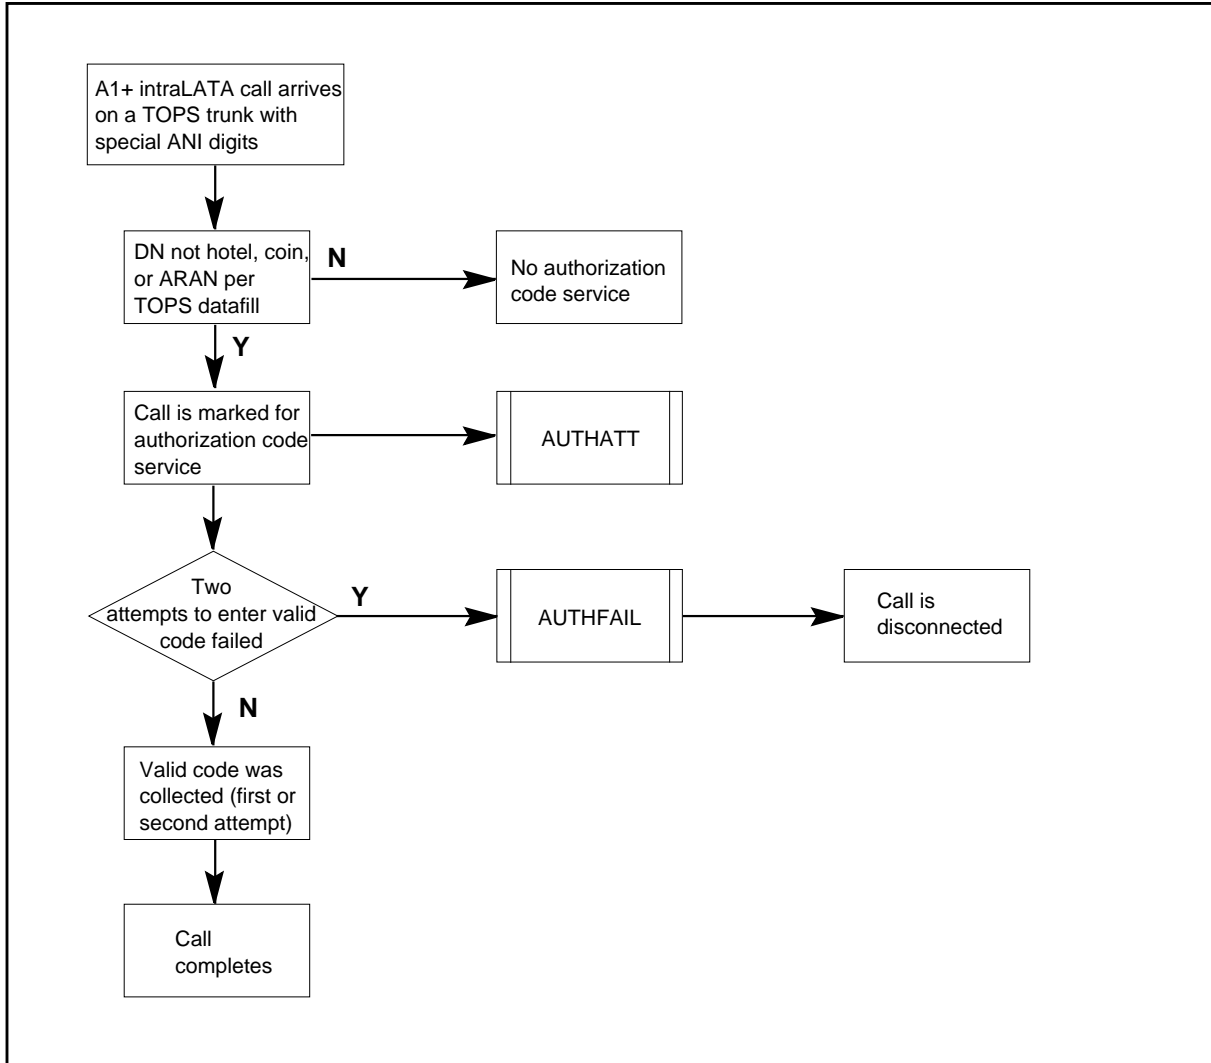 A1+ intraLATA call arrives
on a TOPS trunk with
special ANI digits
DN not hotel, coin,
or ARAN per
TOPS datafill
N
No authorization
code service
Y
Call is marked for
authorization code
service
AUTHATT
Two
attempts to enter valid
code failed
Y
AUTHFAIL
Call is
disconnected
N
Valid code was
collected (first or
second attempt)
Call
completes